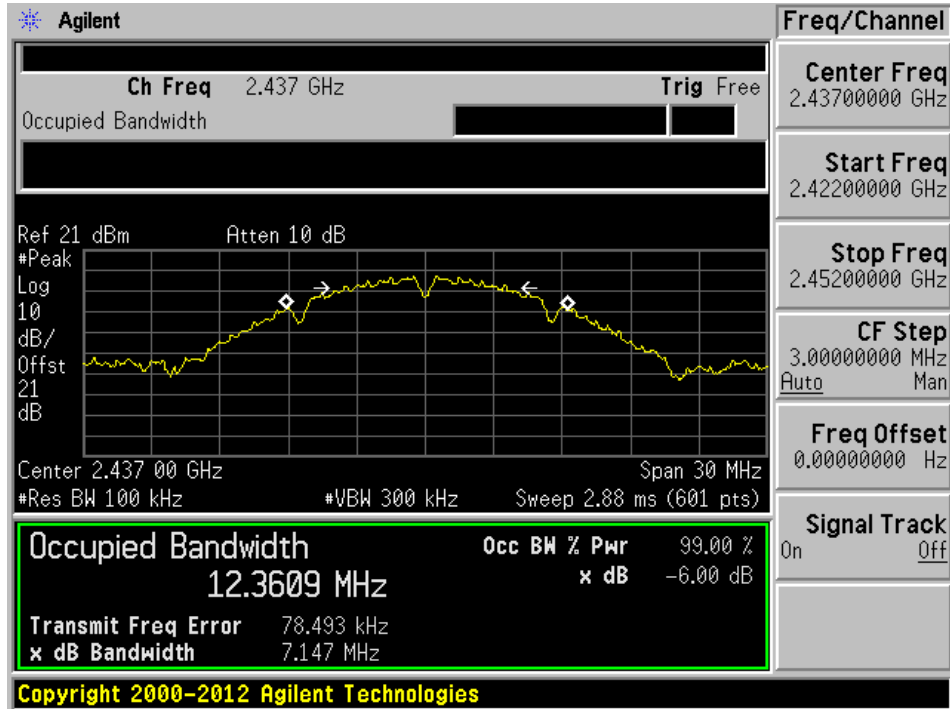 Agilent
Freq/Channel
Ch Freq 2.437 GHz Trig Free
Occupied Bandwidth
Center Freq
2.43700000 GHz
Start Freq
2.42200000 GHz
Stop Freq
2.45200000 GHz
CF Step
3.00000000 MHz
Auto Man
Freq Offset
0.00000000 Hz
Signal Track
On Off
Ref 21 dBm Atten 10 dB
#Peak
Log
10
dB/
Offst
21
dB
Center 2.437 00 GHz Span 30 MHz
#Res BW 100 kHz #VBW 300 kHz Sweep 2.88 ms (601 pts)
Occupied Bandwidth
12.3609 MHz
Occ BW % Pwr 99.00 %
x dB -6.00 dB
Transmit Freq Error 78.493 kHz
x dB Bandwidth 7.147 MHz
Copyright 2000-2012 Agilent Technologies